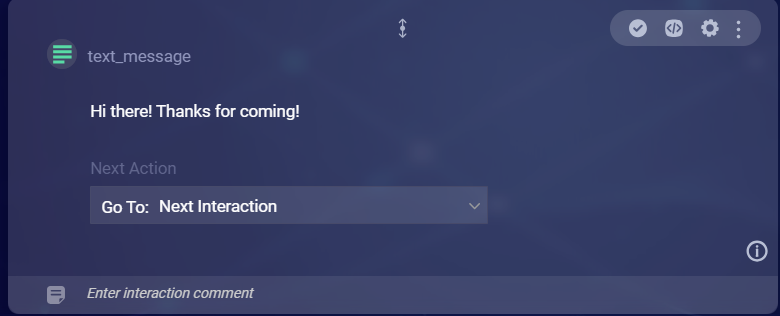 text_message
Hi there! Thanks for coming!
Next Action
Go To: Next Interaction
Enter interaction comment